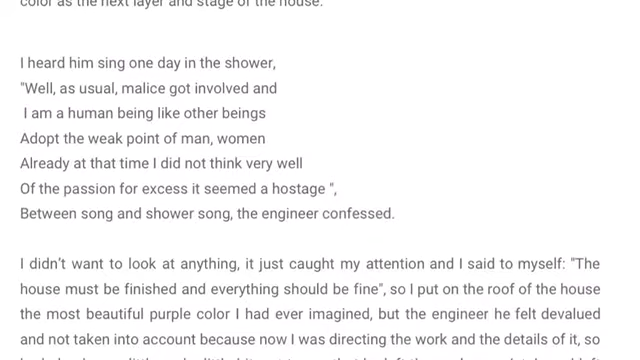 color as the next layer and stage of the house.
I heard him sing one day in the shower,
"Well, as usual, malice got involved and
I am a human being like other beings
Adopt the weak point of man, women
Already at that time I did not think very well
Of the passion for excess it seemed a hostage ",
Between song and shower song, the engineer confessed.
I didn’t want to look at anything, it just caught my attention and I said to myself: "The
house must be finished and everything should be fine", so I put on the roof of the house
the most beautiful purple color I had ever imagined, but the engineer he felt devalued
and not taken into account because now I was directing the work and the details of it, so